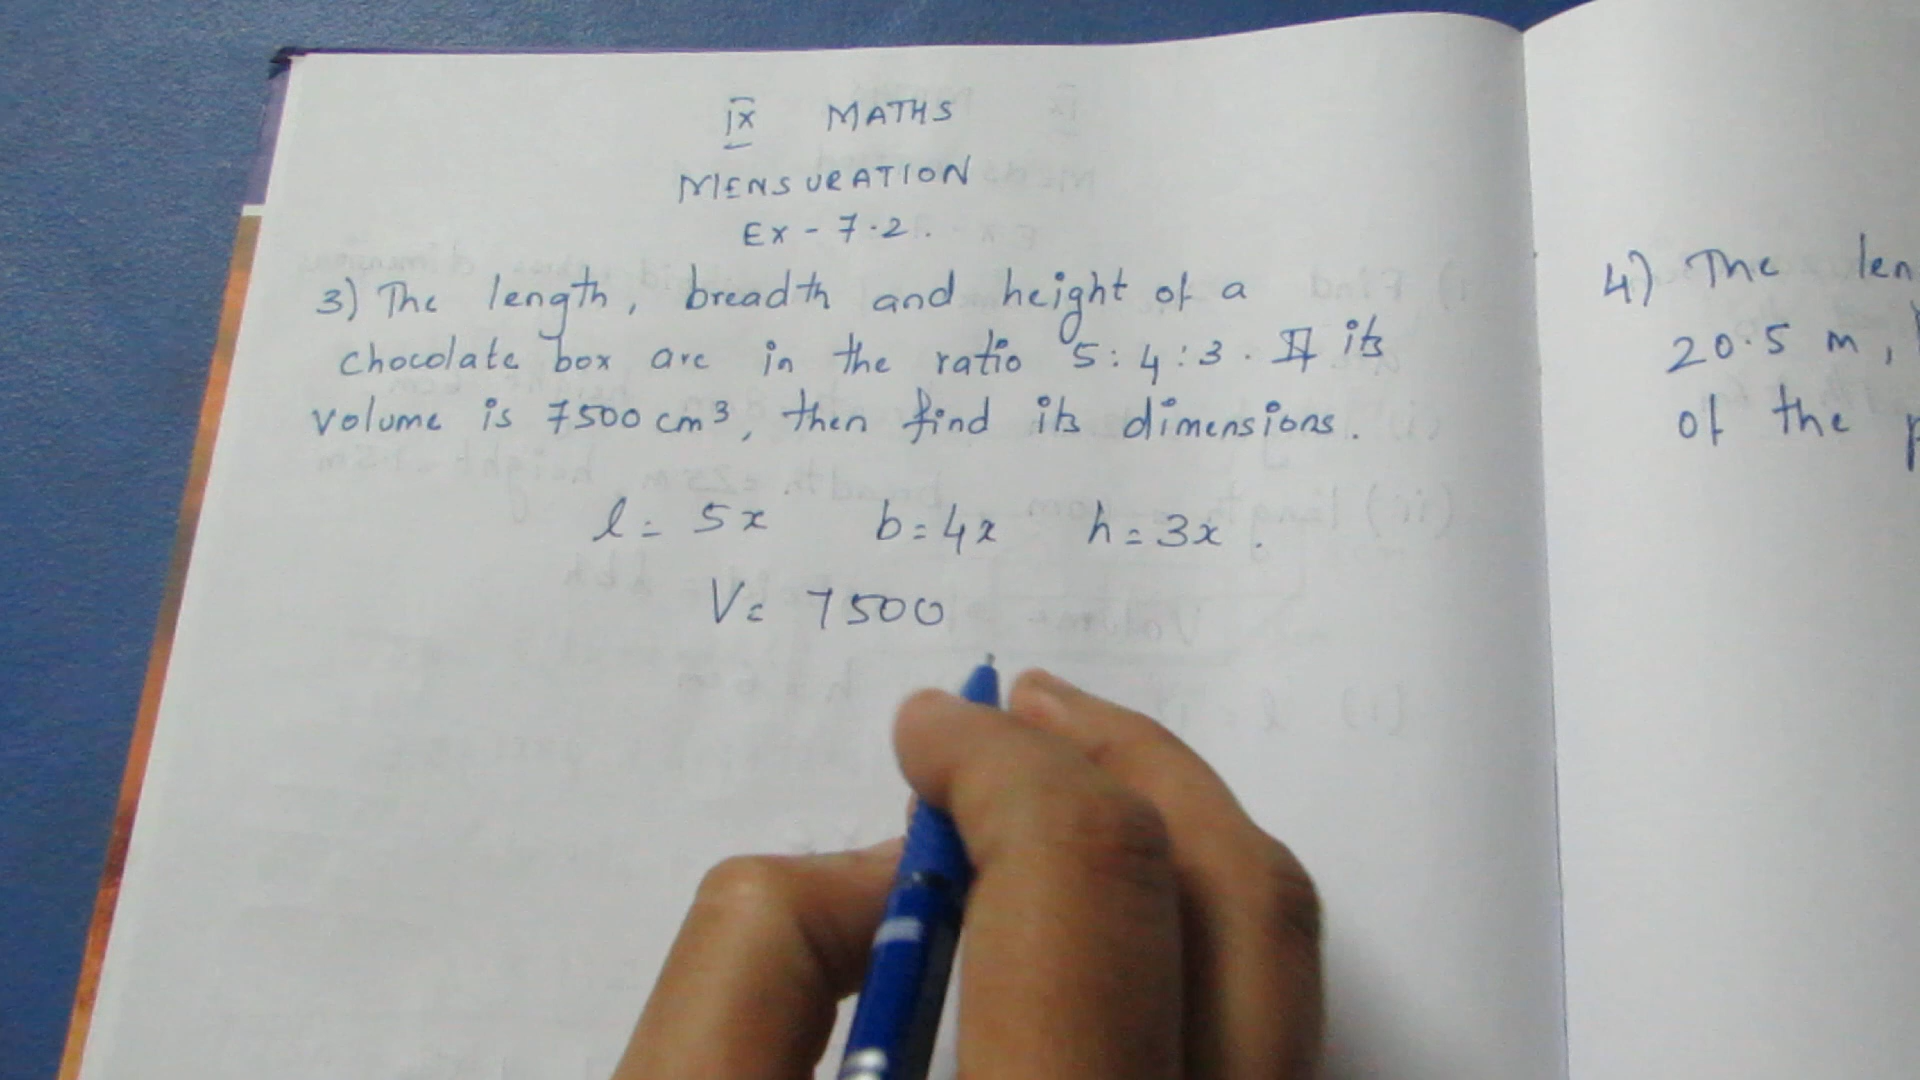 IX MATHS
MENSURATION
Ex - 7.2.
3) The length, breadth and height of a
chocolate box are in the ratio 5:4:3. If its
volume is 7500 cm³, then find its dimensions.
l = 5x b = 4x h = 3x.
V = 7500
4) The len
20.5 m,
of the p